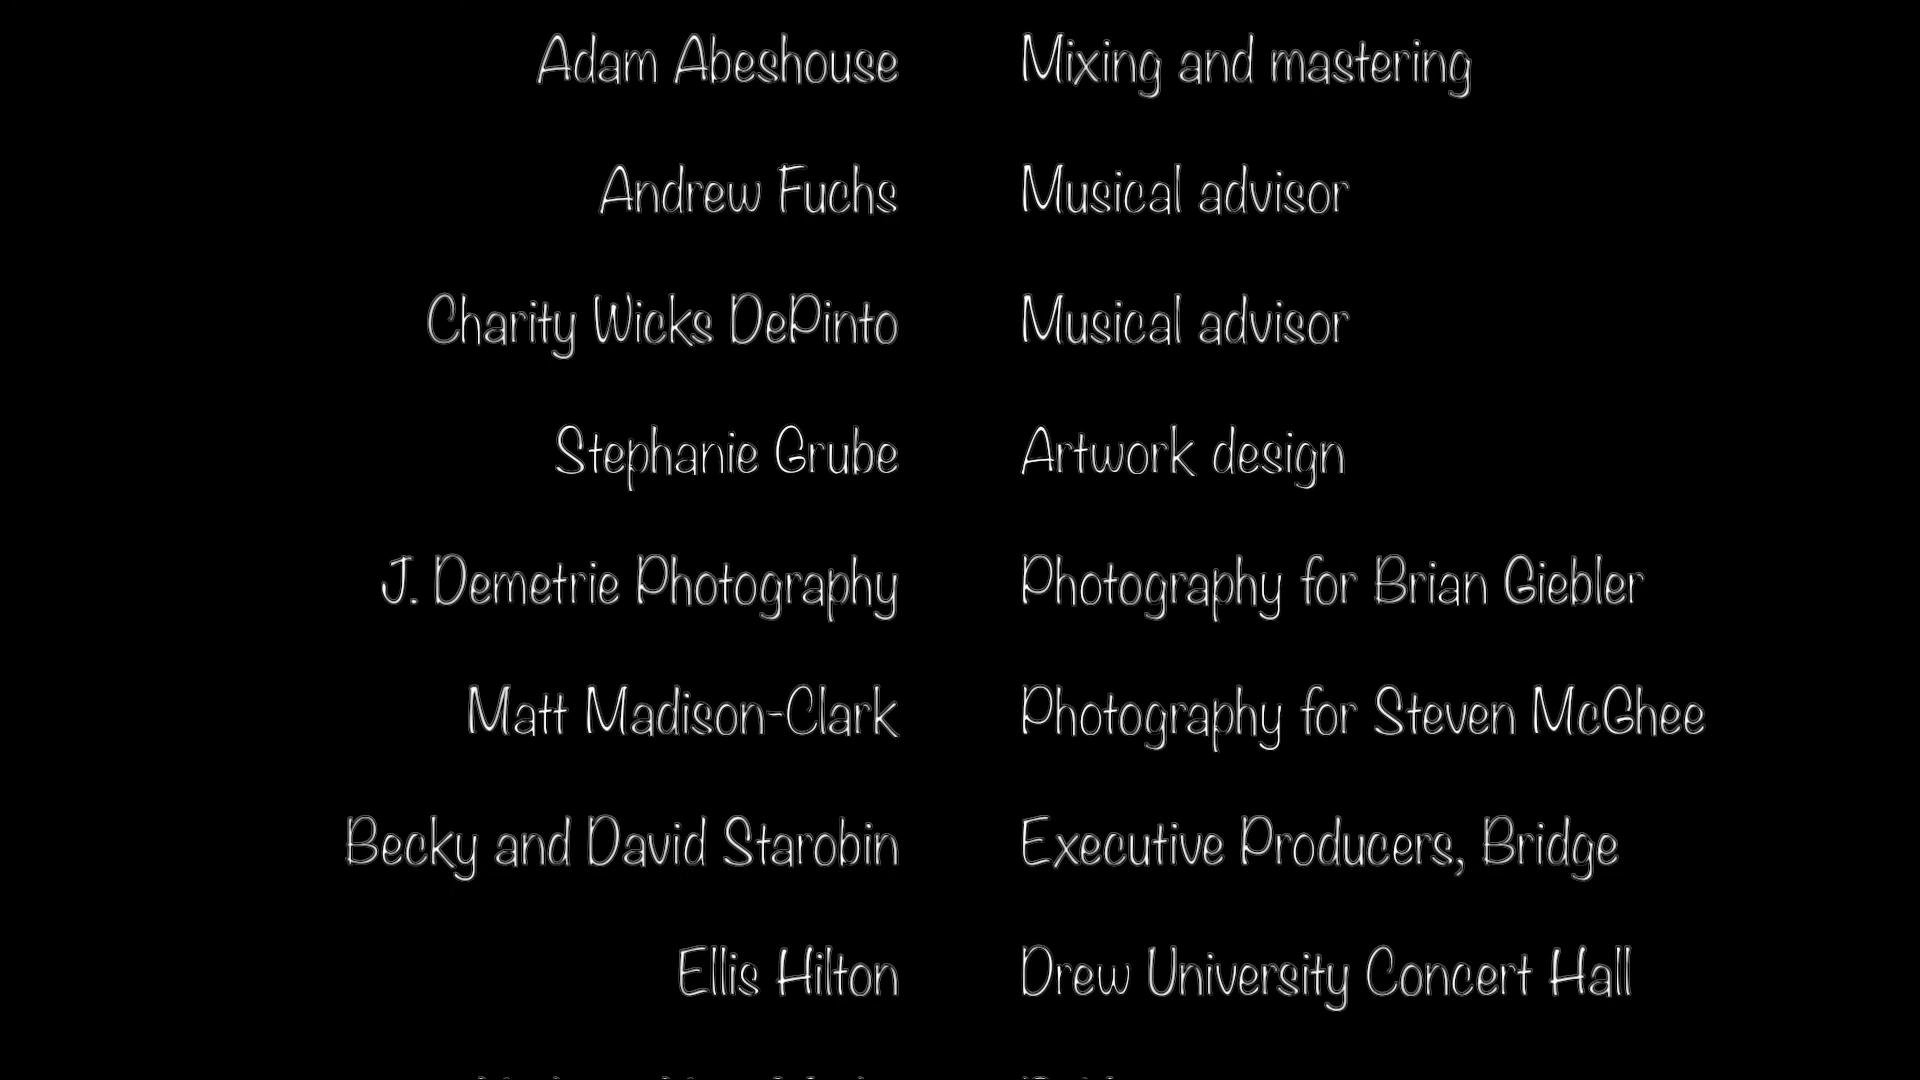 Adam Abeshouse Mixing and mastering
Andrew Fuchs Musical advisor
Charity Wicks DePinto Musical advisor
Stephanie Grube Artwork design
J. Demetrie Photography Photography for Brian Giebler
Matt Madison-Clark Photography for Steven McGhee
Becky and David Starobin Executive Producers, Bridge
Ellis Hilton Drew University Concert Hall